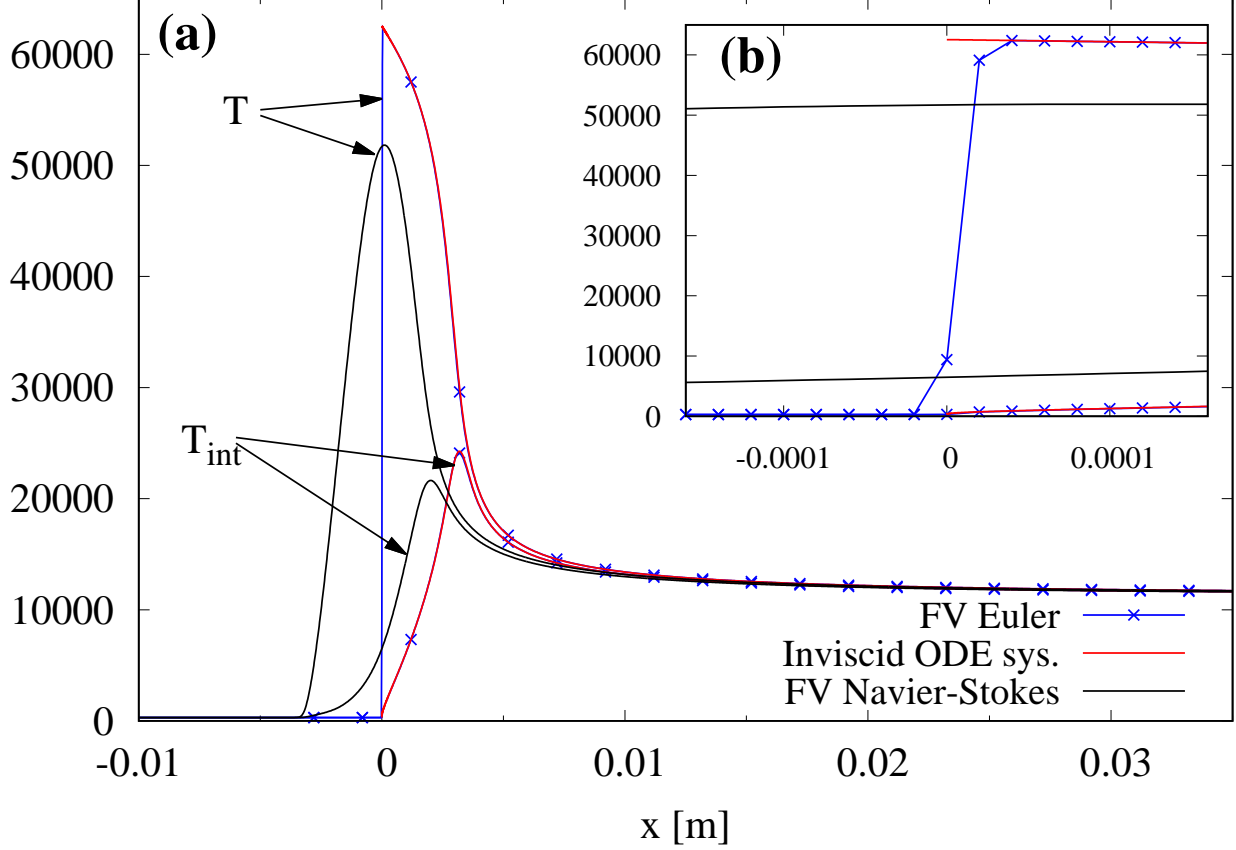 (a)
(b)
60000
50000
40000
30000
20000
10000
0
T
T_int
60000
50000
40000
30000
20000
10000
0
-0.0001
0
0.0001
FV Euler
Inviscid ODE sys.
FV Navier-Stokes
-0.01
0
0.01
0.02
0.03
x [m]